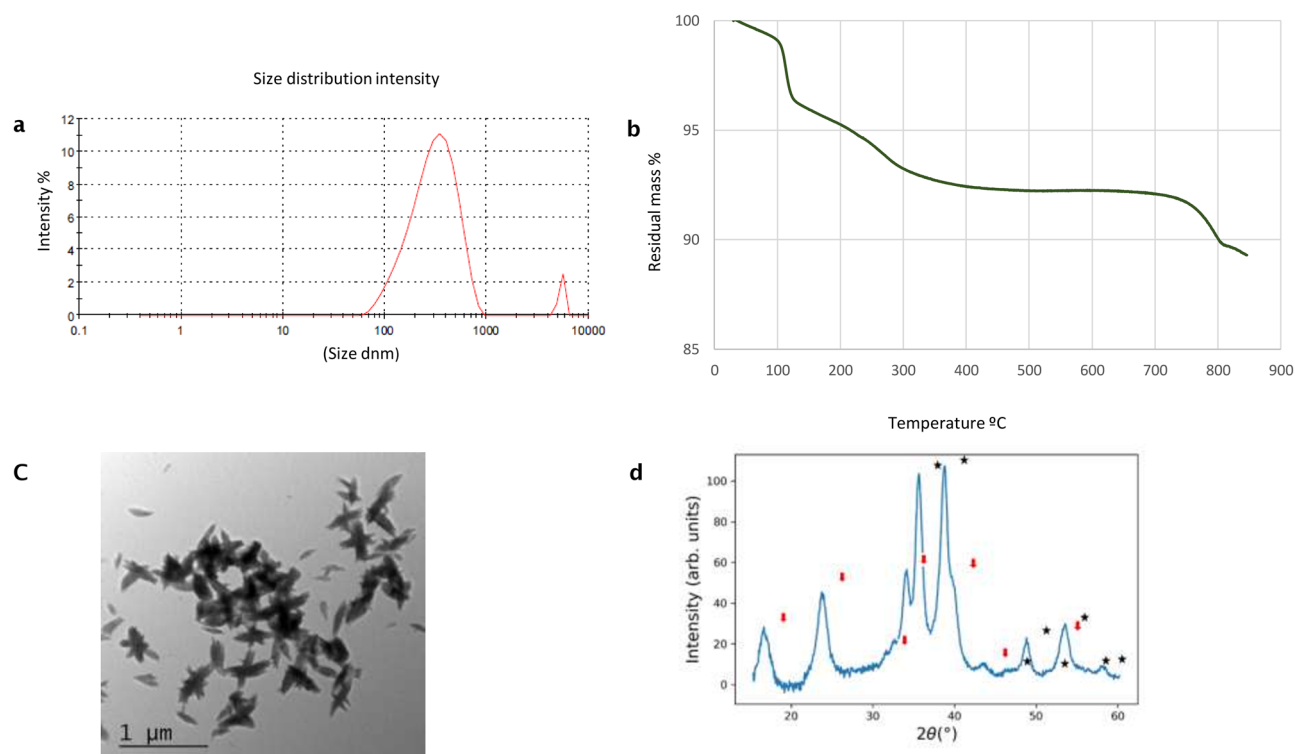 Size distribution intensity
a
Intensity %
12
10
8
6
4
2
0
0.1 1 10 100 1000 10000
(Size dnm)
b
Residual mass %
100
95
90
85
0 100 200 300 400 500 600 700 800 900
Temperature ºC
C
1 µm
d
Intensity (arb. units)
100
80
60
40
20
0
20 30 40 50 60
2θ(°)